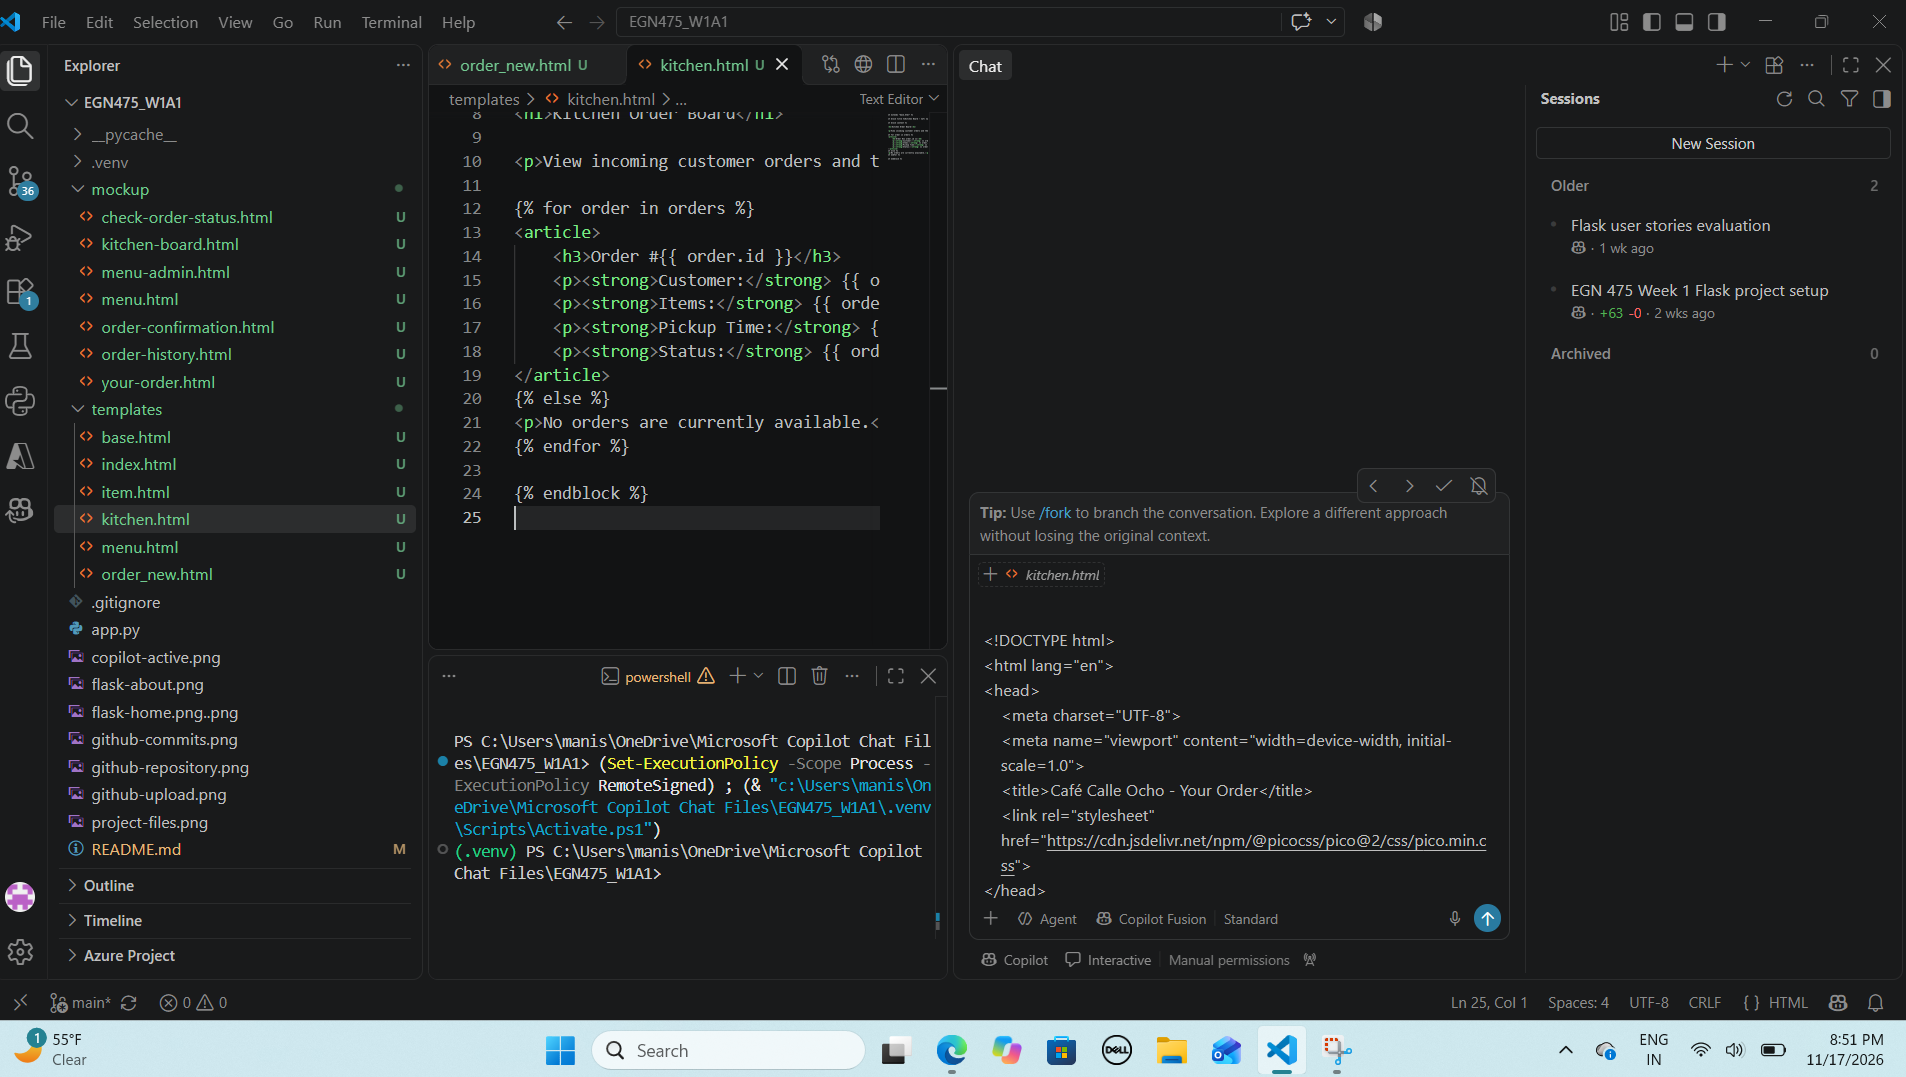 File Edit Selection View Go Run Terminal Help
EGN475_W1A1
Explorer
EGN475_W1A1
__pycache__
.venv
mockup
check-order-status.html U
kitchen-board.html U
menu-admin.html U
menu.html U
order-confirmation.html U
order-history.html U
your-order.html U
templates
base.html U
index.html U
item.html U
kitchen.html U
menu.html U
order_new.html U
.gitignore
app.py
copilot-active.png
flask-about.png
flask-home.png..png
github-commits.png
github-repository.png
github-upload.png
project-files.png
README.md M
Outline
Timeline
Azure Project
36
1
order_new.html U
kitchen.html U
templates > kitchen.html > ...
Text Editor
8 <h1>Kitchen Order Board</h1>
9
10 <p>View incoming customer orders and t
11
12 {% for order in orders %}
13 <article>
14 <h3>Order #{{ order.id }}</h3>
15 <p><strong>Customer:</strong> {{ o
16 <p><strong>Items:</strong> {{ orde
17 <p><strong>Pickup Time:</strong> {
18 <p><strong>Status:</strong> {{ ord
19 </article>
20 {% else %}
21 <p>No orders are currently available.<
22 {% endfor %}
23
24 {% endblock %}
25
powershell
PS C:\Users\manis\OneDrive\Microsoft Copilot Chat Fil
es\EGN475_W1A1> (Set-ExecutionPolicy -Scope Process -
ExecutionPolicy RemoteSigned) ; (& "c:\Users\manis\On
eDrive\Microsoft Copilot Chat Files\EGN475_W1A1\.venv
\Scripts\Activate.ps1")
(.venv) PS C:\Users\manis\OneDrive\Microsoft Copilot
Chat Files\EGN475_W1A1>
Chat
Tip: Use /fork to branch the conversation. Explore a different approach
without losing the original context.
kitchen.html
<!DOCTYPE html>
<html lang="en">
<head>
<meta charset="UTF-8">
<meta name="viewport" content="width=device-width, initial-
scale=1.0">
<title>Café Calle Ocho - Your Order</title>
<link rel="stylesheet"
href="https://cdn.jsdelivr.net/npm/@picocss/pico@2/css/pico.min.c
ss">
</head>
Agent Copilot Fusion Standard
Copilot Interactive Manual permissions
Sessions
New Session
Older 2
Flask user stories evaluation
· 1 wk ago
EGN 475 Week 1 Flask project setup
· +63 -0 · 2 wks ago
Archived 0
main* 0 0
Ln 25, Col 1 Spaces: 4 UTF-8 CRLF { } HTML
1
55°F
Clear
Search
DELL
ENG
IN
8:51 PM
11/17/2026